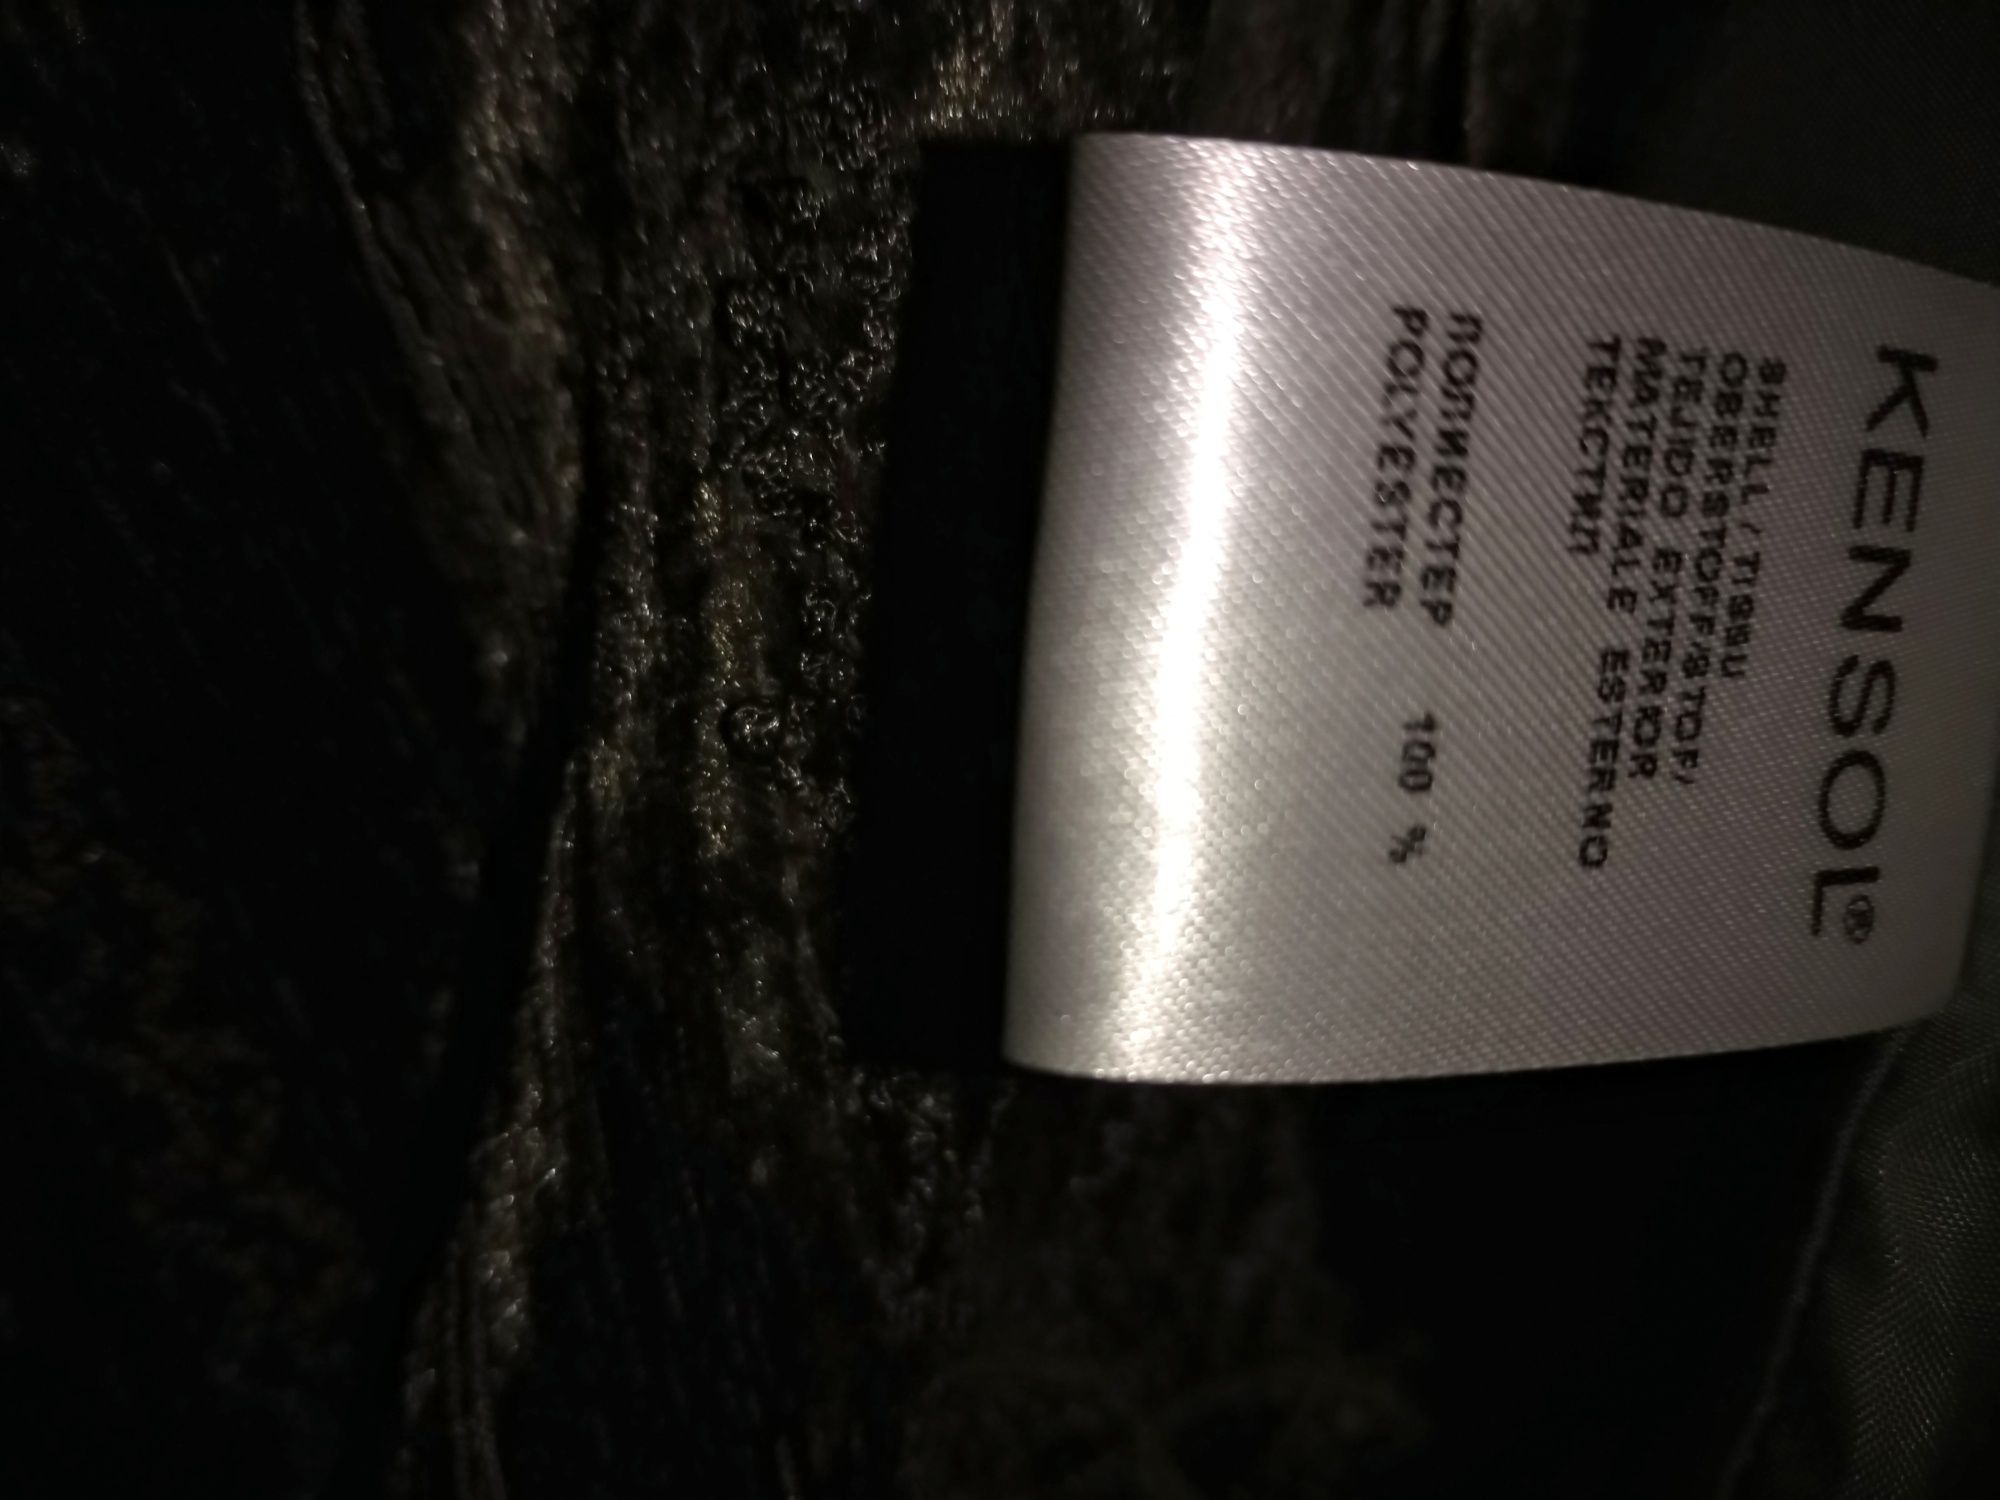 KENSOL®
SHELL / TISSU
OBERSTOFF/STOF/
TEJIDO EXTERIOR
MATERIALE ESTERNO
ТЕКСТИЛ
ПОЛИЕСТЕР
POLYESTER 100 %